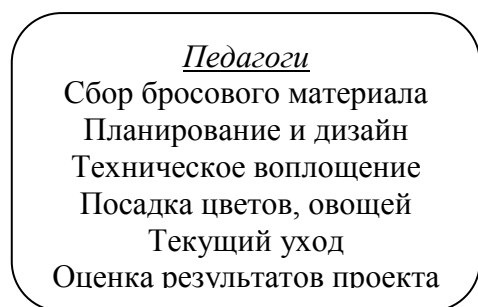 Педагоги
Сбор бросового материала
Планирование и дизайн
Техническое воплощение
Посадка цветов, овощей
Текущий уход
Оценка результатов проекта